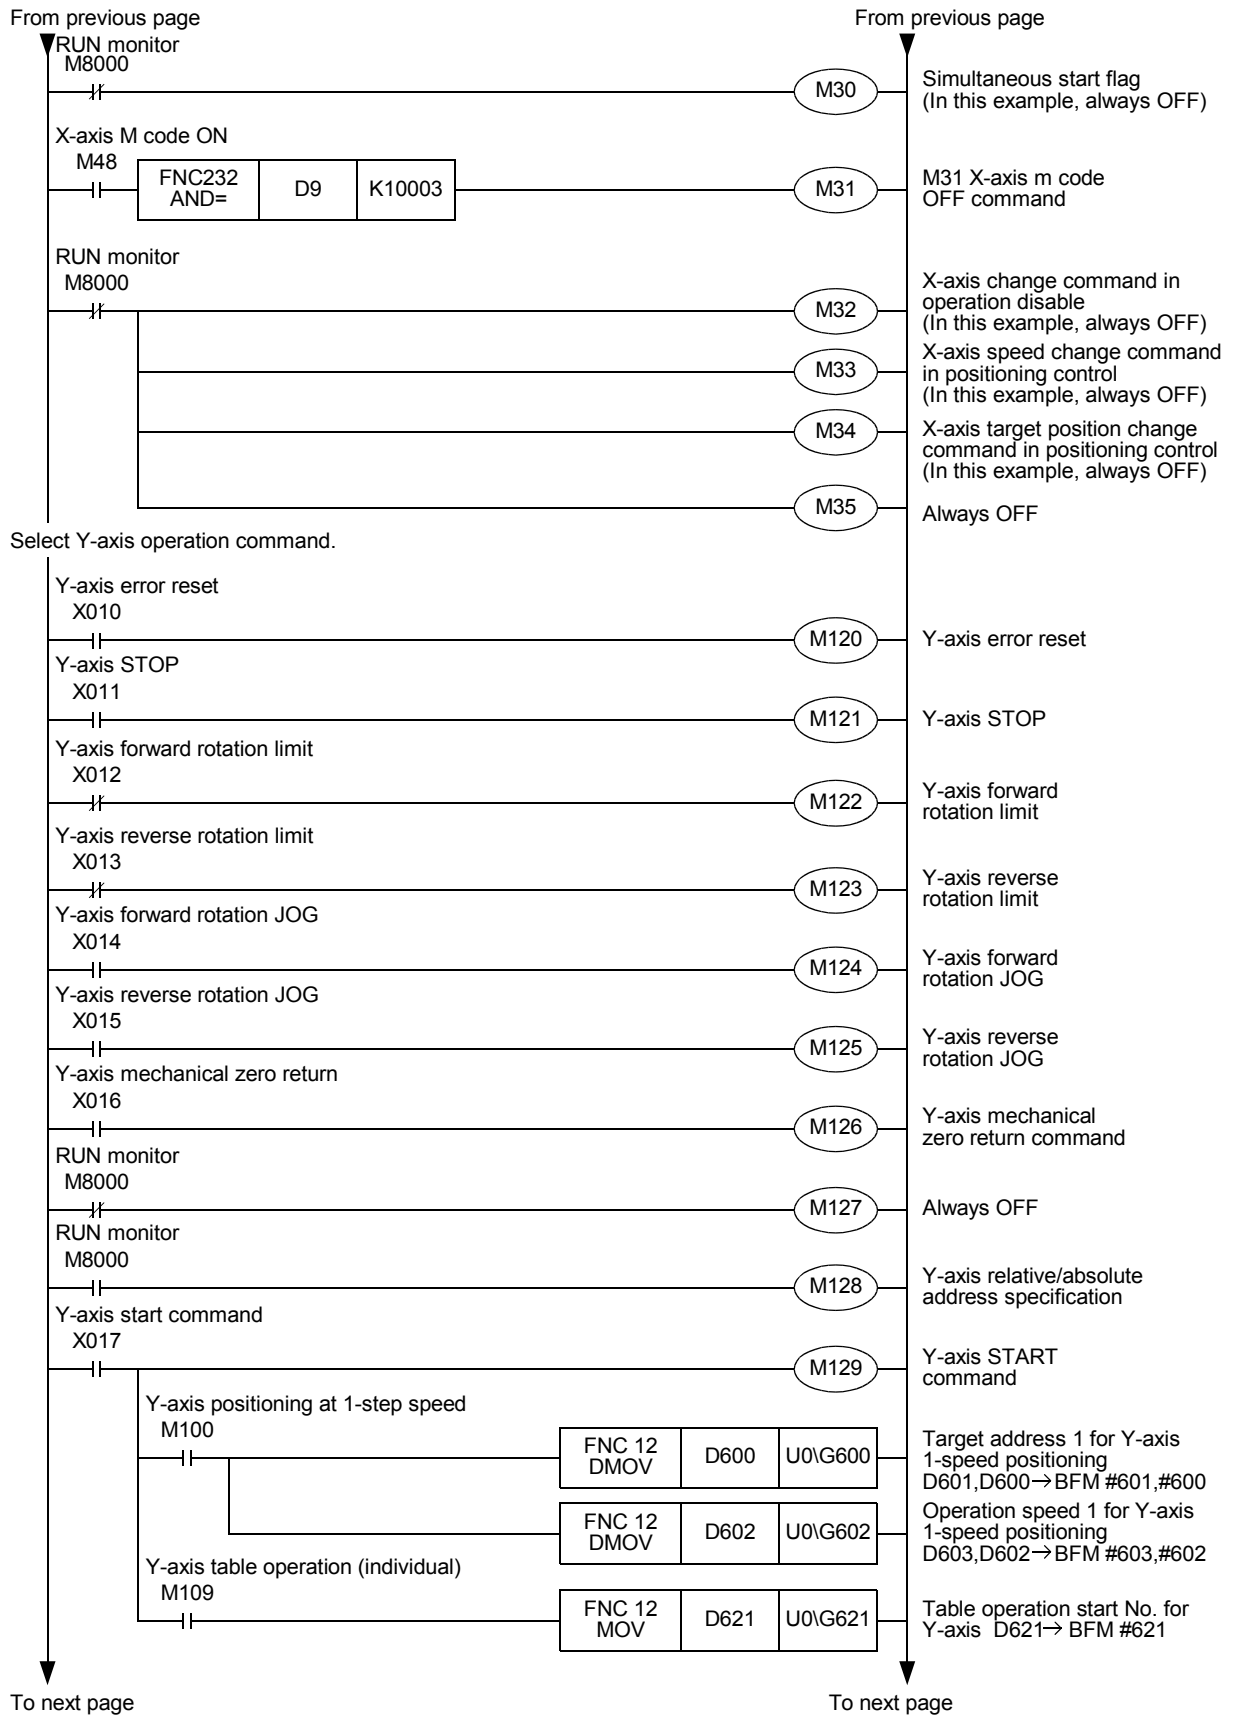 From previous page
From previous page
RUN monitor
M8000
M30
Simultaneous start flag
(In this example, always OFF)
X-axis M code ON
M48
FNC232
AND=
D9
K10003
M31
M31 X-axis m code
OFF command
RUN monitor
M8000
M32
X-axis change command in
operation disable
(In this example, always OFF)
M33
X-axis speed change command
in positioning control
(In this example, always OFF)
M34
X-axis target position change
command in positioning control
(In this example, always OFF)
M35
Always OFF
Select Y-axis operation command.
Y-axis error reset
X010
M120
Y-axis error reset
Y-axis STOP
X011
M121
Y-axis STOP
Y-axis forward rotation limit
X012
M122
Y-axis forward
rotation limit
Y-axis reverse rotation limit
X013
M123
Y-axis reverse
rotation limit
Y-axis forward rotation JOG
X014
M124
Y-axis forward
rotation JOG
Y-axis reverse rotation JOG
X015
M125
Y-axis reverse
rotation JOG
Y-axis mechanical zero return
X016
M126
Y-axis mechanical
zero return command
RUN monitor
M8000
M127
Always OFF
RUN monitor
M8000
M128
Y-axis relative/absolute
address specification
Y-axis start command
X017
M129
Y-axis START
command
Y-axis positioning at 1-step speed
M100
FNC 12
DMOV
D600
U0\G600
Target address 1 for Y-axis
1-speed positioning
D601,D600→BFM #601,#600
FNC 12
DMOV
D602
U0\G602
Operation speed 1 for Y-axis
1-speed positioning
D603,D602→BFM #603,#602
Y-axis table operation (individual)
M109
FNC 12
MOV
D621
U0\G621
Table operation start No. for
Y-axis D621→ BFM #621
To next page
To next page